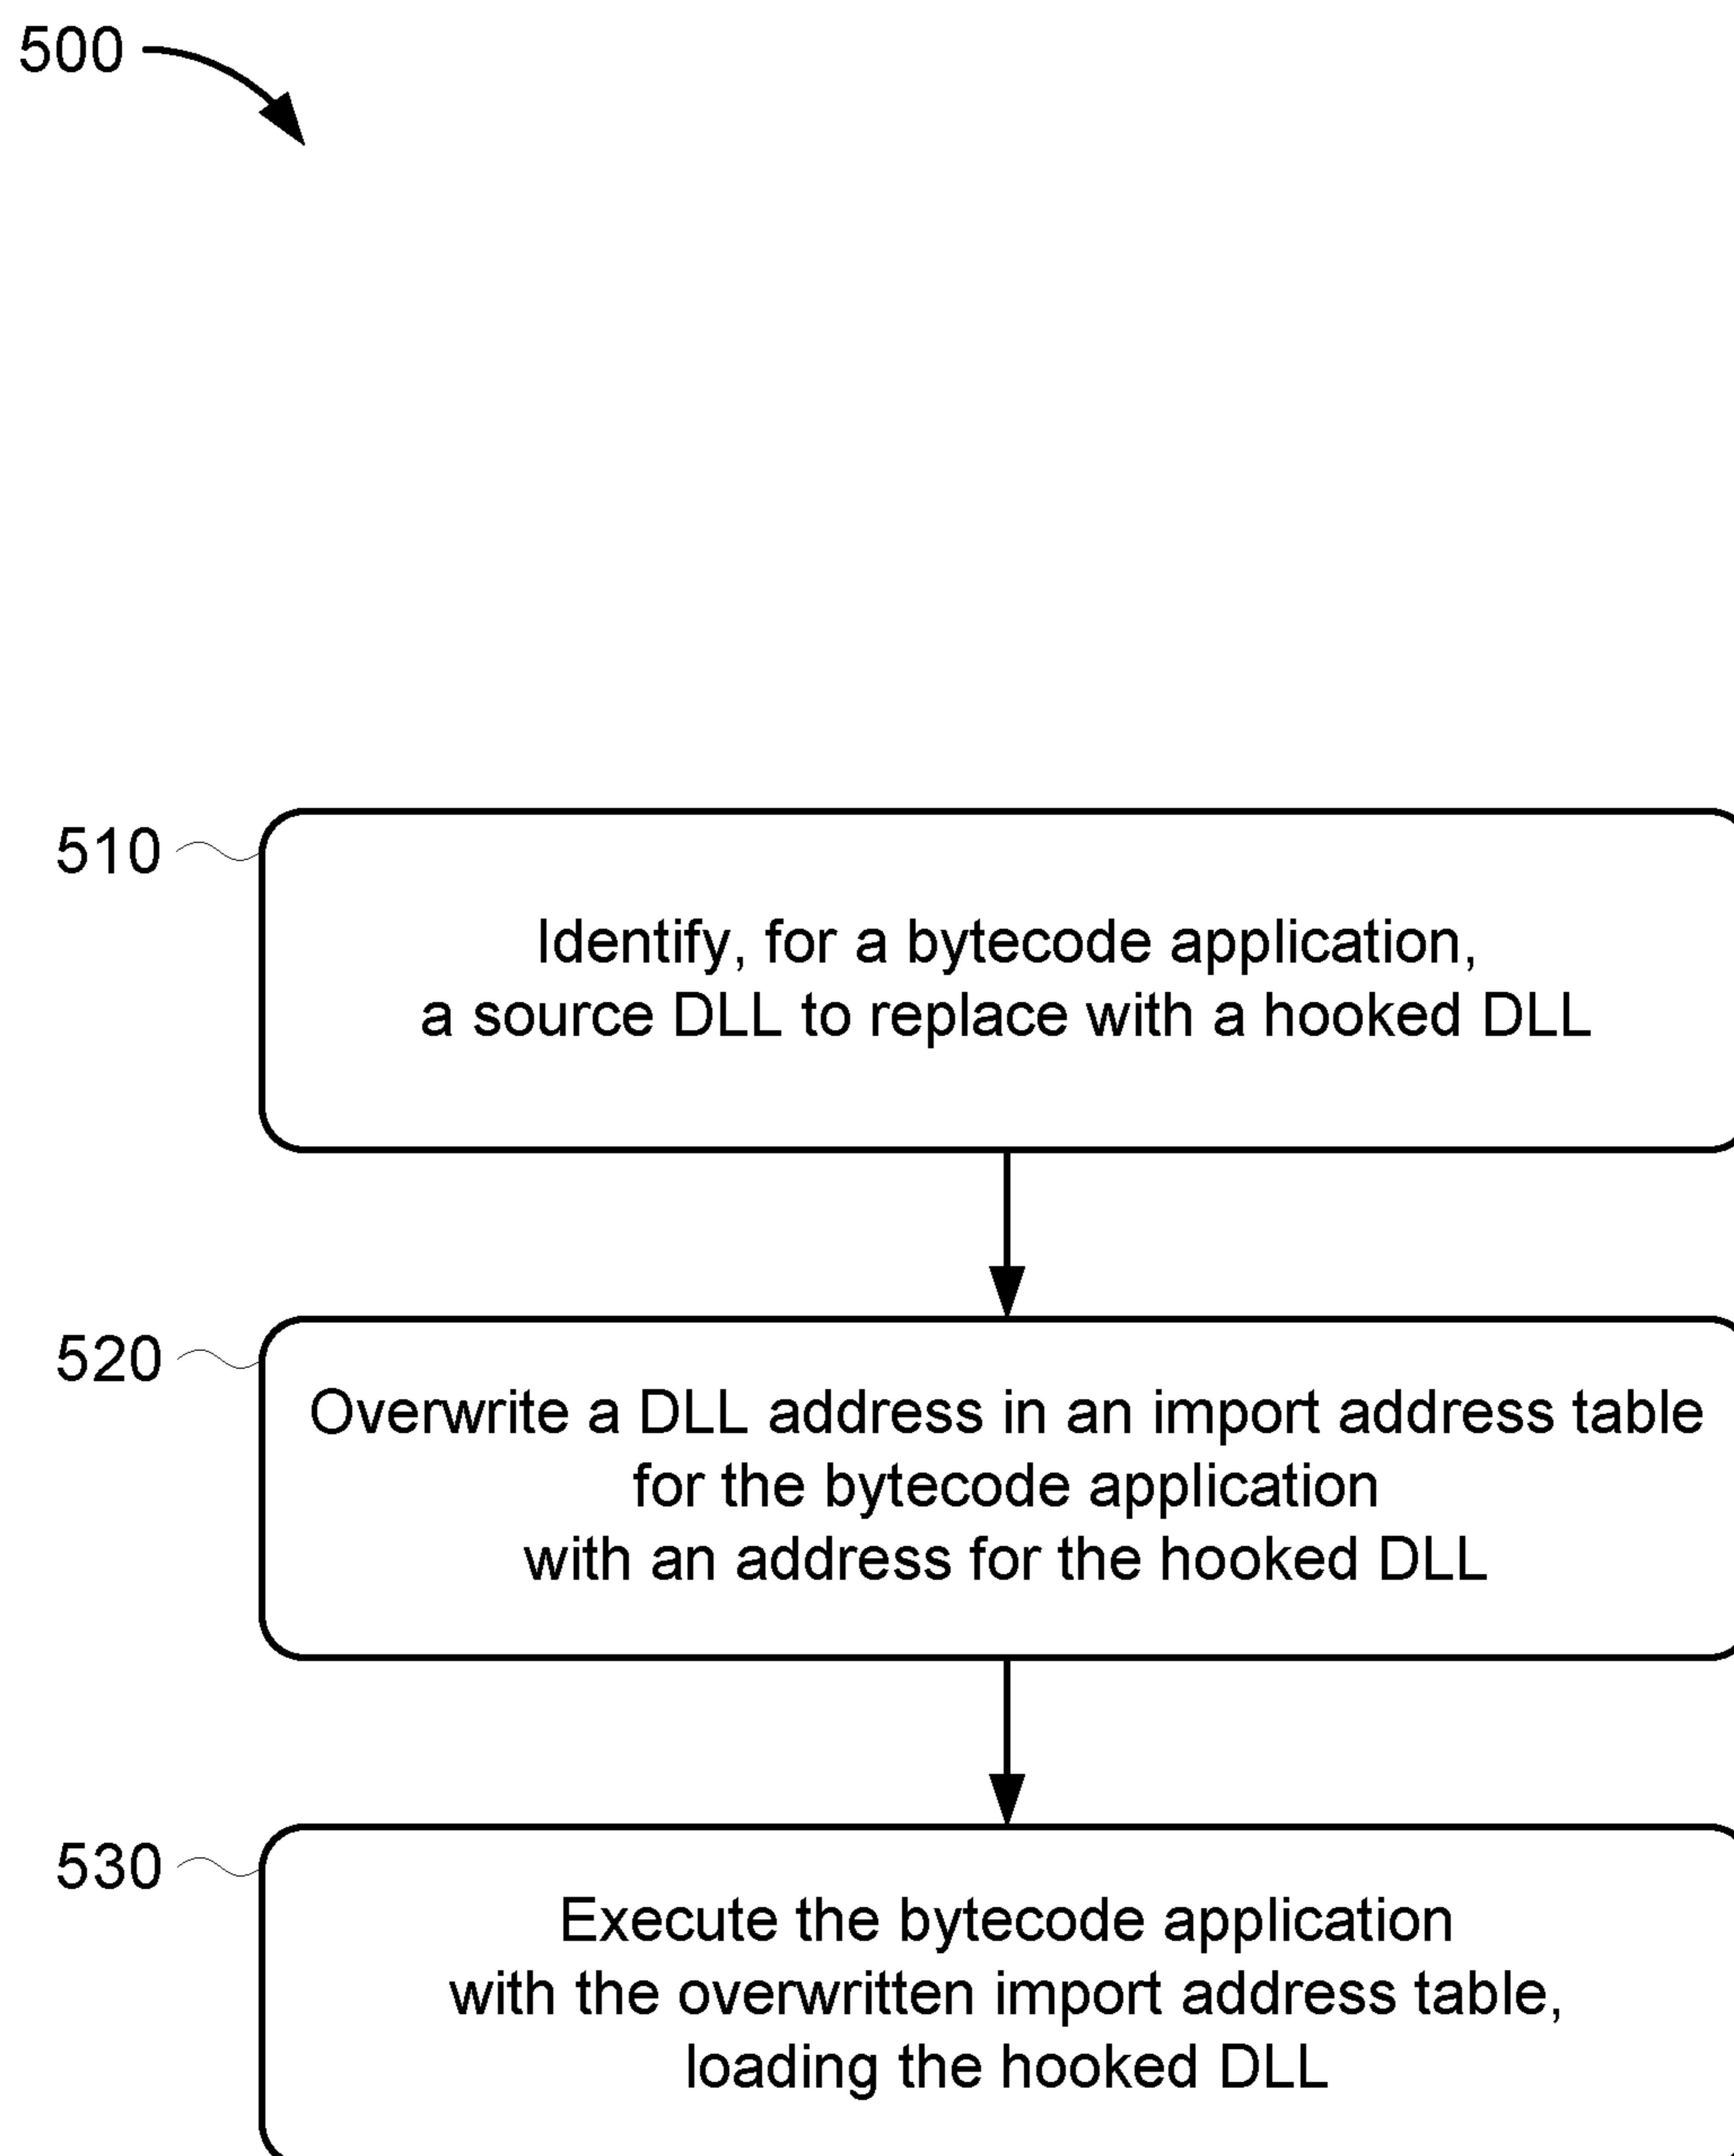 500
510
Identify, for a bytecode application,
a source DLL to replace with a hooked DLL
520
Overwrite a DLL address in an import address table
for the bytecode application
with an address for the hooked DLL
530
Execute the bytecode application
with the overwritten import address table,
loading the hooked DLL